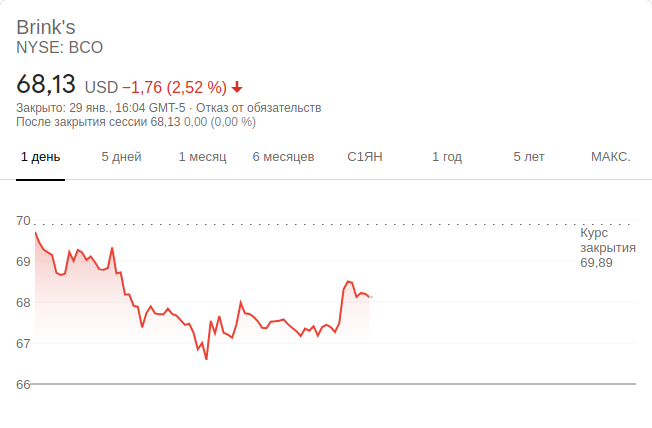 Brink's
NYSE: BCO
68,13 USD −1,76 (2,52 %)
Закрыто: 29 янв., 16:04 GMT-5 · Отказ от обязательств
После закрытия сессии 68,13 0,00 (0,00 %)
1 день 5 дней 1 месяц 6 месяцев С1ЯН 1 год 5 лет МАКС.
70
Курс
закрытия
69,89
69
68
67
66